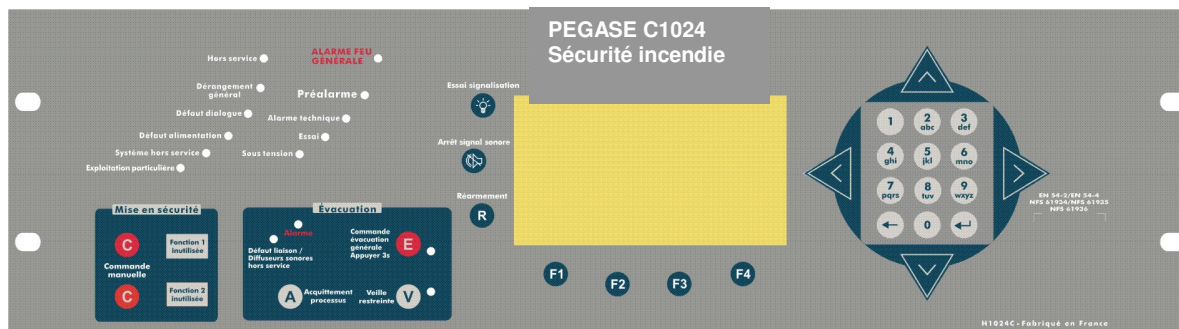 PEGASE C1024
Sécurité incendie
Hors service
ALARME FEU
GÉNÉRALE
Dérangement
général
Préalarme
Défaut dialogue
Alarme technique
Défaut alimentation
Essai
Système hors service
Sous tension
Exploitation particulière
Essai signalisation
Arrêt signal sonore
Réarmement
R
Mise en sécurité
C
Fonction 1
inutilisée
Commande
manuelle
C
Fonction 2
inutilisée
Évacuation
Alarme
Défaut liaison /
Diffuseurs sonores
hors service
Commande
évacuation
générale
Appuyer 3s
E
A
Acquittement
processus
Veille
restreinte
V
F1
F2
F3
F4
1
2
abc
3
def
4
ghi
5
jkl
6
mno
7
pqrs
8
tuv
9
wxyz
0
EN 54-2/EN 54-4
NFS 61934/NFS 61935
NFS 61936
H1024C-Fabriqué en France